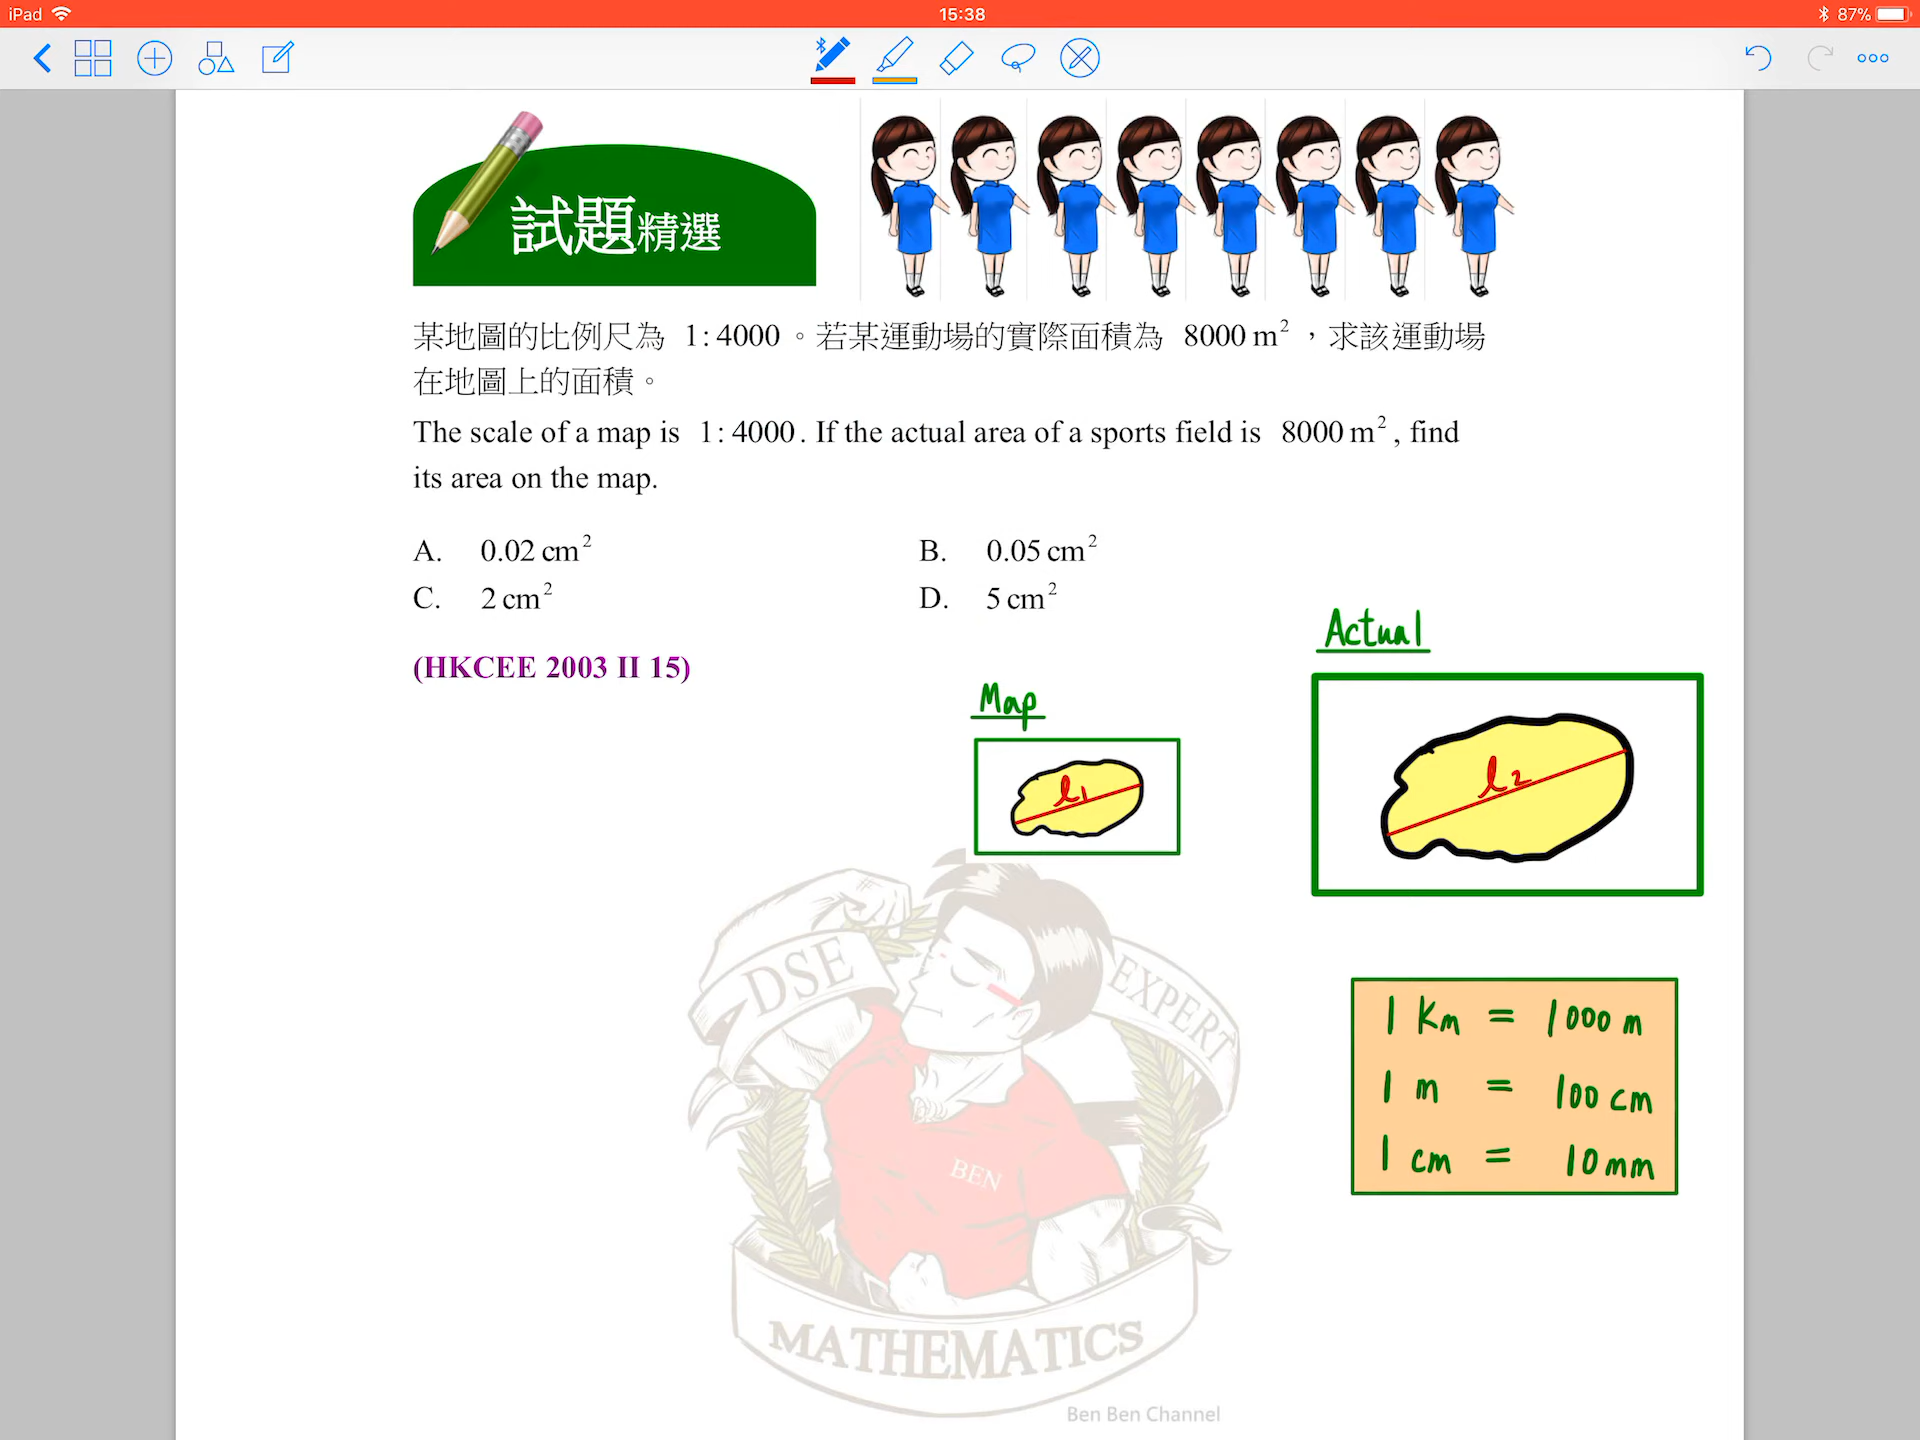 iPad 15:38 87%
試題精選
某地圖的比例尺為 1:4000。若某運動場的實際面積為 8000 m²,求該運動場
在地圖上的面積。
The scale of a map is 1:4000. If the actual area of a sports field is 8000 m², find
its area on the map.
A. 0.02 cm² B. 0.05 cm²
C. 2 cm² D. 5 cm²
(HKCEE 2003 II 15)
Actual
Map
l₁
l₂
DSE EXPERT
BEN
MATHEMATICS
Ben Ben Channel
1 km = 1000 m
1 m = 100 cm
1 cm = 10 mm